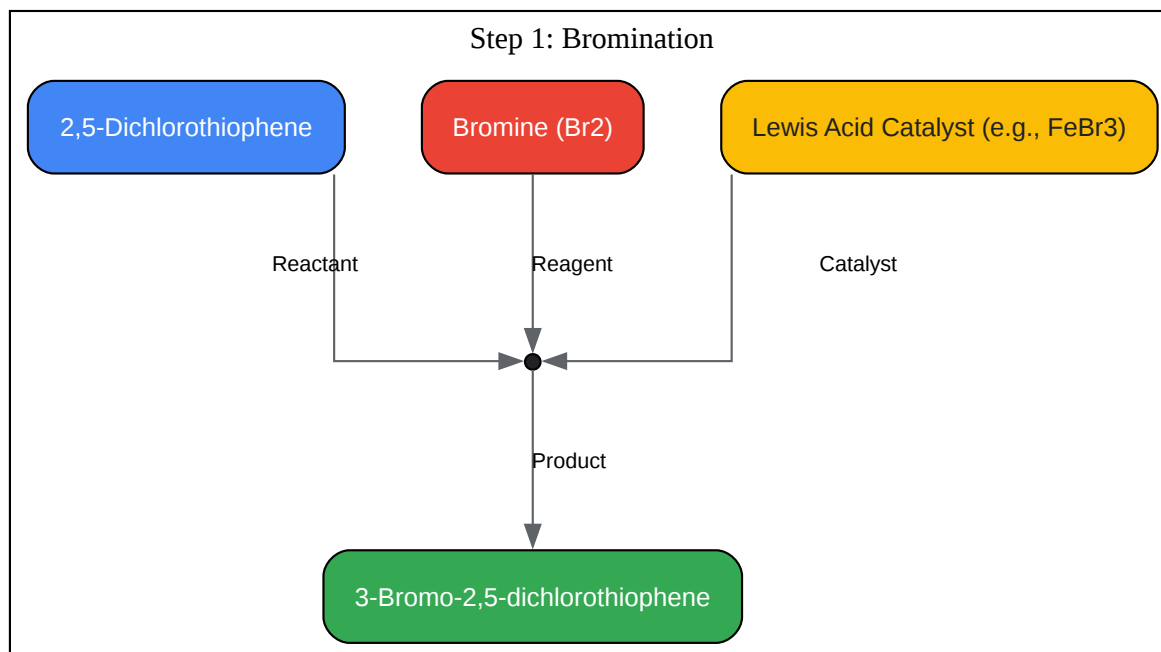 Step 1: Bromination
2,5-Dichlorothiophene
Bromine (Br2)
Lewis Acid Catalyst (e.g., FeBr3)
Reactant
Reagent
Catalyst
Product
3-Bromo-2,5-dichlorothiophene